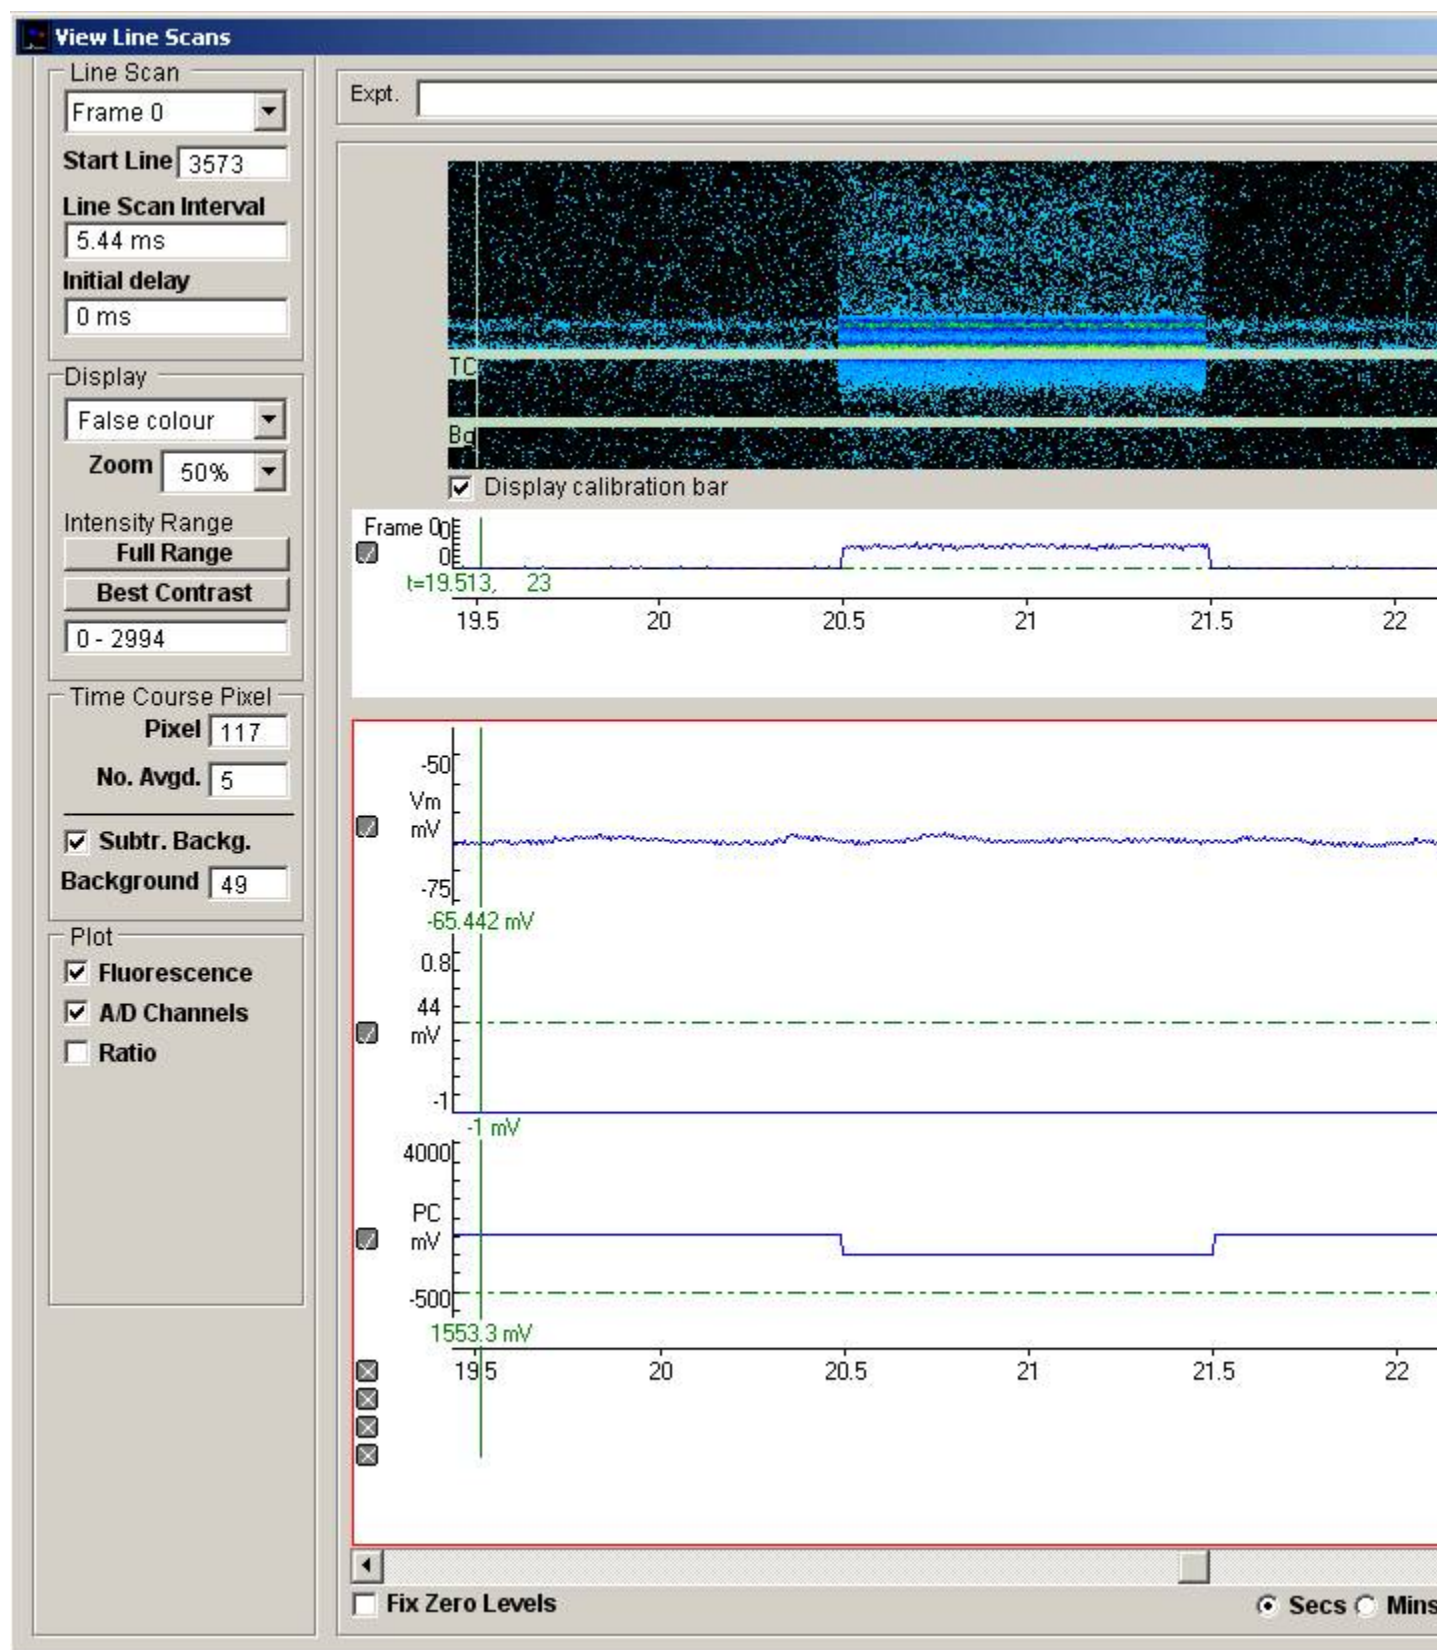 View Line Scans
Line Scan
Frame 0
Start Line 3573
Line Scan Interval
5.44 ms
Initial delay
0 ms
Display
False colour
Zoom 50%
Intensity Range
Full Range
Best Contrast
0 - 2994
Time Course Pixel
Pixel 117
No. Avgd. 5
Subtr. Backg.
Background 49
Plot
Fluorescence
A/D Channels
Ratio
Expt.
TC
Bg
Display calibration bar
Frame 0
0
t=19.513, 23
19.5 20 20.5 21 21.5 22
-50
Vm
mV
-75
-65.442 mV
0.8
44
mV
-1
-1 mV
4000
PC
mV
-500
1553.3 mV
19.5 20 20.5 21 21.5 22
Fix Zero Levels
Secs Mins